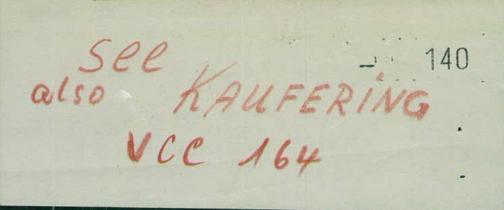 See
also KAUFERING
VCC 164
140